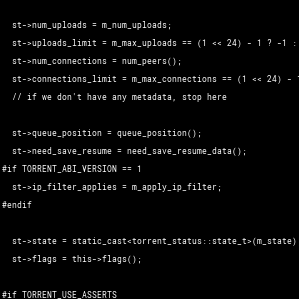 st->num_uploads = m_num_uploads;
st->uploads_limit = m_max_uploads == (1 << 24) - 1 ? -1 :
st->num_connections = num_peers();
st->connections_limit = m_max_connections == (1 << 24) -
// if we don't have any metadata, stop here
st->queue_position = queue_position();
st->need_save_resume = need_save_resume_data();
#if TORRENT_ABI_VERSION == 1
st->ip_filter_applies = m_apply_ip_filter;
#endif
st->state = static_cast<torrent_status::state_t>(m_state)
st->flags = this->flags();
#if TORRENT_USE_ASSERTS